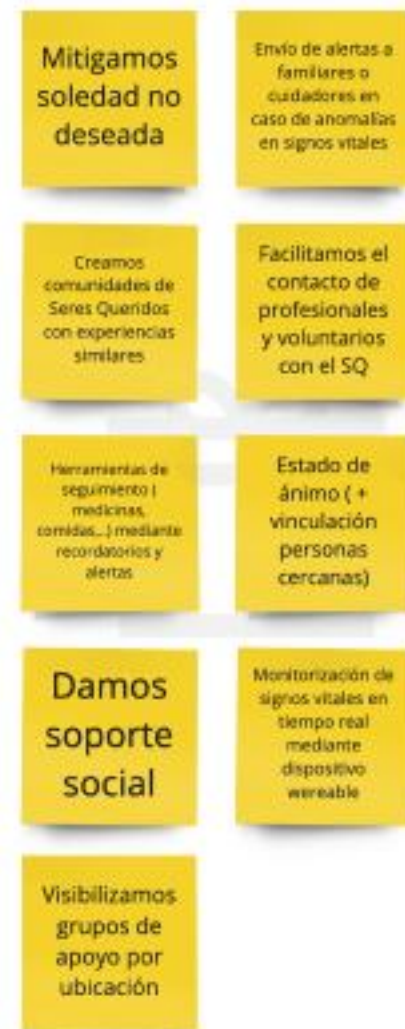 Mitigamos
soledad no
deseada
Envío de alertas a
familiares o
cuidadores en
caso de anomalías
en signos vitales
Creamos
comunidades de
Seres Queridos
con experiencias
similares
Facilitamos el
contacto de
profesionales
y voluntarios
con el SQ
Herramientas de
seguimiento (
medicinas,
comidas...) mediante
recordatorios y
alertas
Estado de
ánimo ( +
vinculación
personas
cercanas)
Damos
soporte
social
Monitorización de
signos vitales en
tiempo real
mediante
dispositivo
wereable
Visibilizamos
grupos de
apoyo por
ubicación